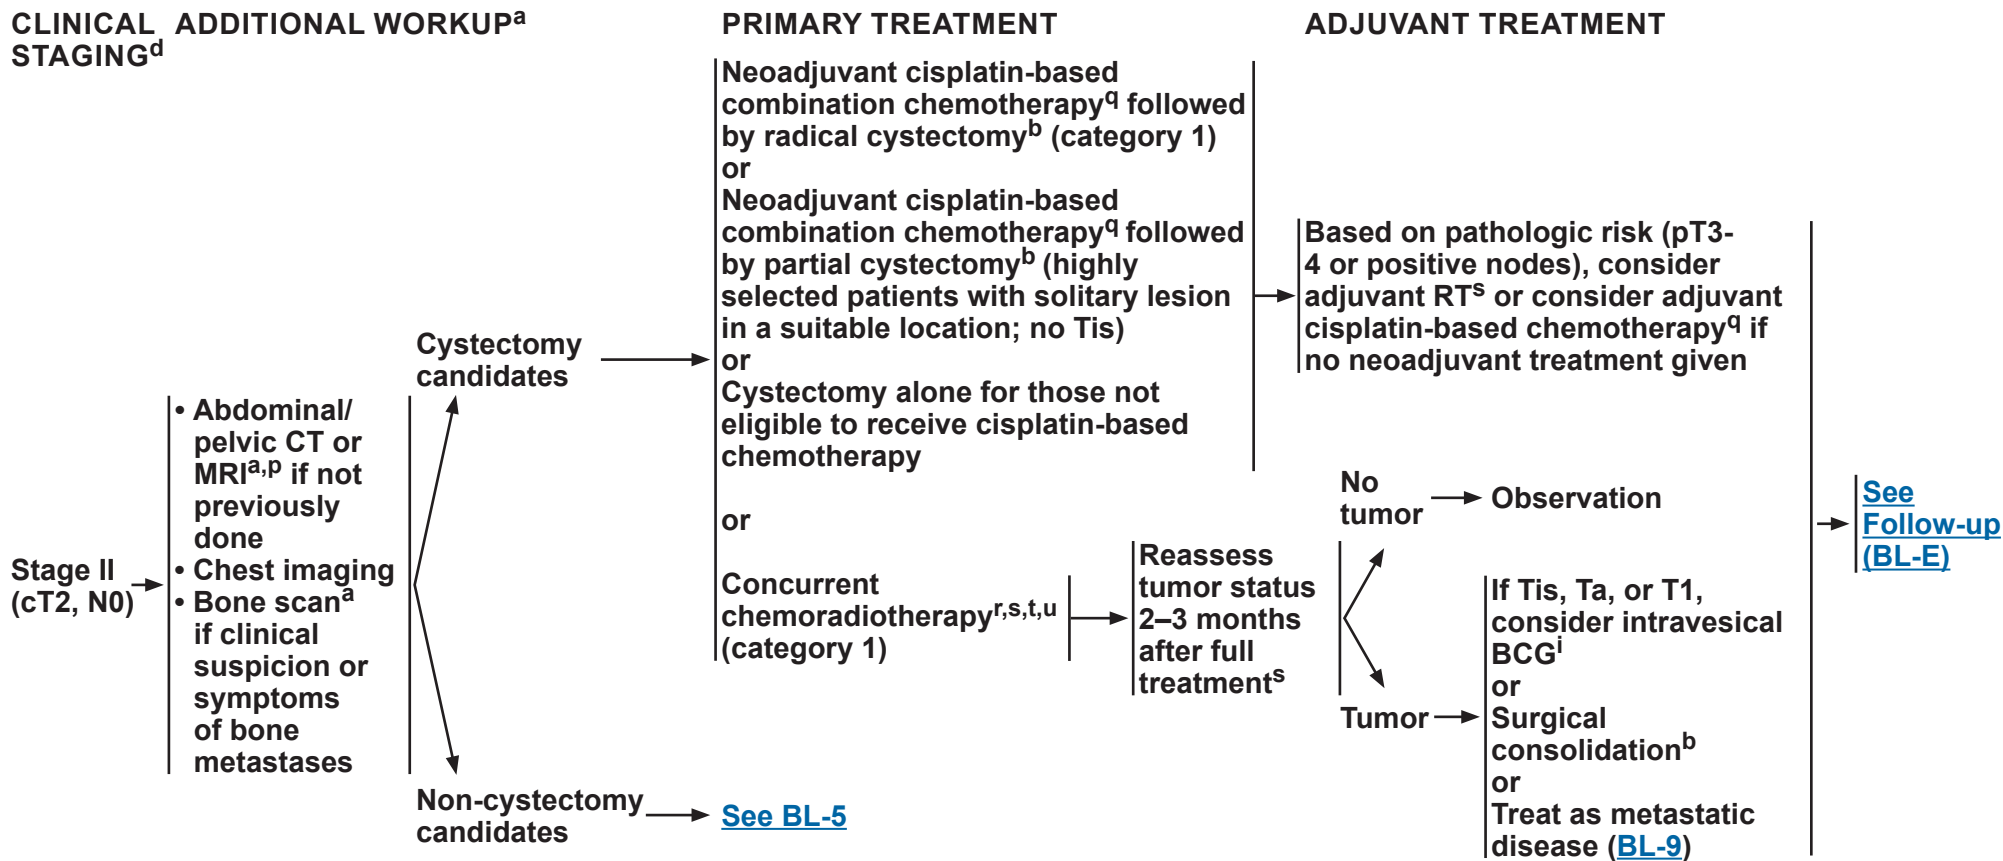 CLINICAL STAGINGᵈ
ADDITIONAL WORKUPᵃ
PRIMARY TREATMENT
ADJUVANT TREATMENT
Stage II
(cT2, N0)
• Abdominal/
pelvic CT or
MRIᵃ,ᵖ if not
previously
done
• Chest imaging
• Bone scanᵃ
if clinical
suspicion or
symptoms
of bone
metastases
Cystectomy
candidates
Neoadjuvant cisplatin-based
combination chemotherapy^q followed
by radical cystectomyᵇ (category 1)
or
Neoadjuvant cisplatin-based
combination chemotherapy^q followed
by partial cystectomyᵇ (highly
selected patients with solitary lesion
in a suitable location; no Tis)
or
Cystectomy alone for those not
eligible to receive cisplatin-based
chemotherapy
or
Concurrent
chemoradiotherapyʳ,ˢ,ᵗ,ᵘ
(category 1)
Based on pathologic risk (pT3-
4 or positive nodes), consider
adjuvant RTˢ or consider adjuvant
cisplatin-based chemotherapy^q if
no neoadjuvant treatment given
Reassess
tumor status
2–3 months
after full
treatmentˢ
No
tumor
Observation
Tumor
If Tis, Ta, or T1,
consider intravesical
BCGⁱ
or
Surgical
consolidationᵇ
or
Treat as metastatic
disease (BL-9)
See
Follow-up
(BL-E)
Non-cystectomy
candidates
See BL-5